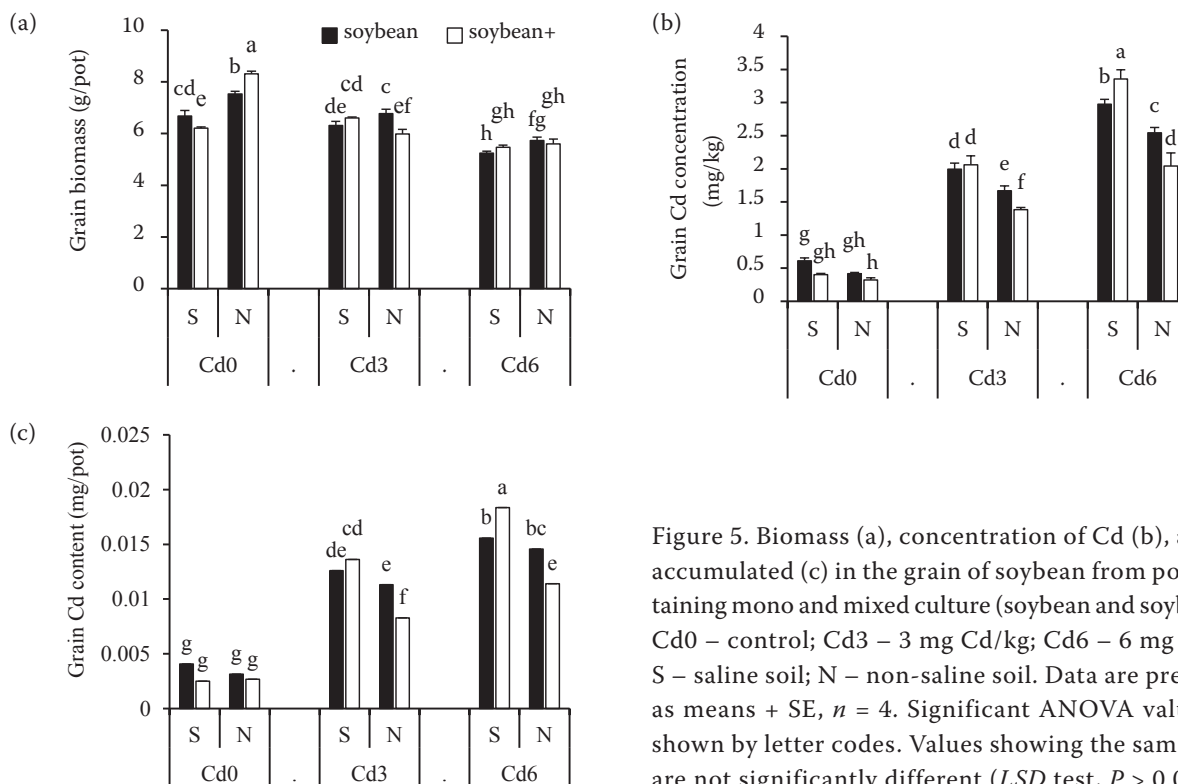 (a)
Grain biomass (g/pot)
10
8
6
4
2
0
soybean soybean+
cd e b a
de cd c ef
h gh fg gh
S N S N S N
Cd0 . Cd3 . Cd6
(b)
Grain Cd concentration
(mg/kg)
4
3.5
3
2.5
2
1.5
1
0.5
0
g gh gh h
d d e f
b a c d
S N S N S N
Cd0 . Cd3 . Cd6
(c)
Grain Cd content (mg/pot)
0.025
0.02
0.015
0.01
0.005
0
g g g g
de cd e f
b a bc e
S N S N S N
Cd0 . Cd3 . Cd6
Figure 5. Biomass (a), concentration of Cd (b), a
accumulated (c) in the grain of soybean from po
taining mono and mixed culture (soybean and soyb
Cd0 – control; Cd3 – 3 mg Cd/kg; Cd6 – 6 mg
S – saline soil; N – non-saline soil. Data are pre
as means + SE, n = 4. Significant ANOVA valu
shown by letter codes. Values showing the sam
are not significantly different (LSD test, P > 0.0